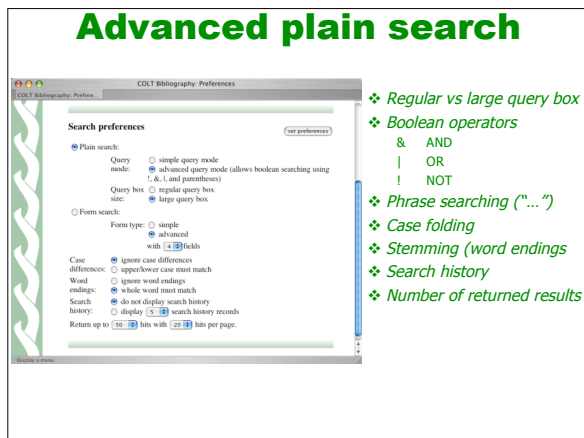 Advanced plain search
COLT Bibliography: Preferences
COLT Bibliography: Prefere...
Search preferences
set preferences
Plain search:
Query mode:
simple query mode
advanced query mode (allows boolean searching using !, &, |, and parentheses)
Query box size:
regular query box
large query box
Form search:
Form type:
simple
advanced
with 4 fields
Case differences:
ignore case differences
upper/lower case must match
Word endings:
ignore word endings
whole word must match
Search history:
do not display search history
display 5 search history records
Return up to 50 hits with 20 hits per page.
Display a menu
❖ Regular vs large query box
❖ Boolean operators
& AND
| OR
! NOT
❖ Phrase searching (“…”)
❖ Case folding
❖ Stemming (word endings
❖ Search history
❖ Number of returned results